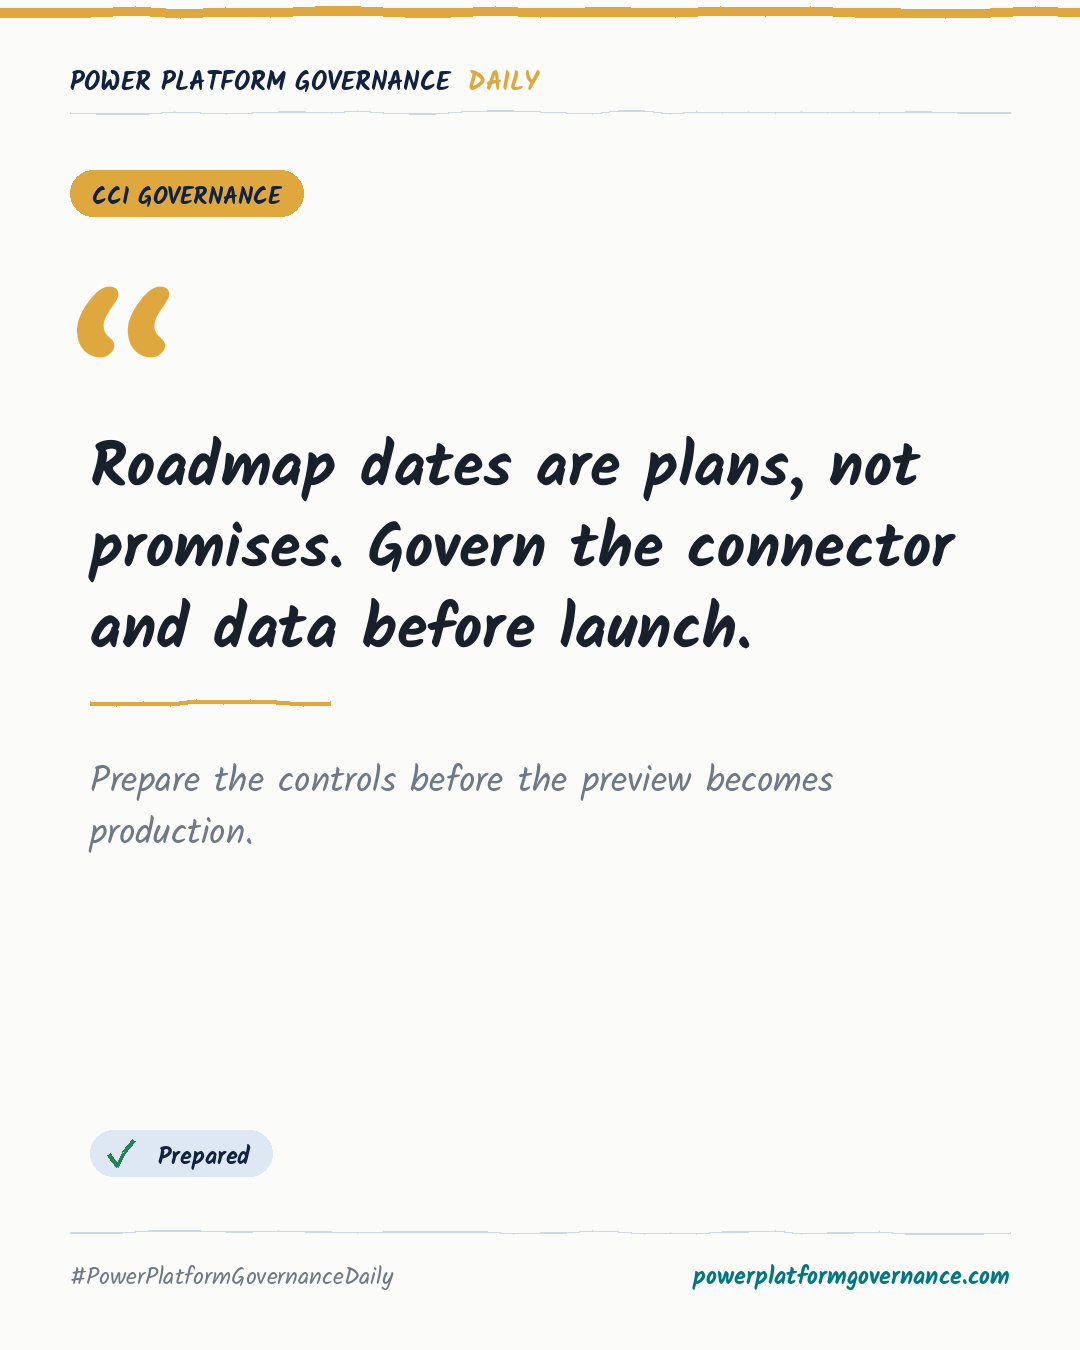 POWER PLATFORM GOVERNANCE DAILY
CCI GOVERNANCE
“
Roadmap dates are plans, not
promises. Govern the connector
and data before launch.
Prepare the controls before the preview becomes
production.
✓ Prepared
#PowerPlatformGovernanceDaily powerplatformgovernance.com